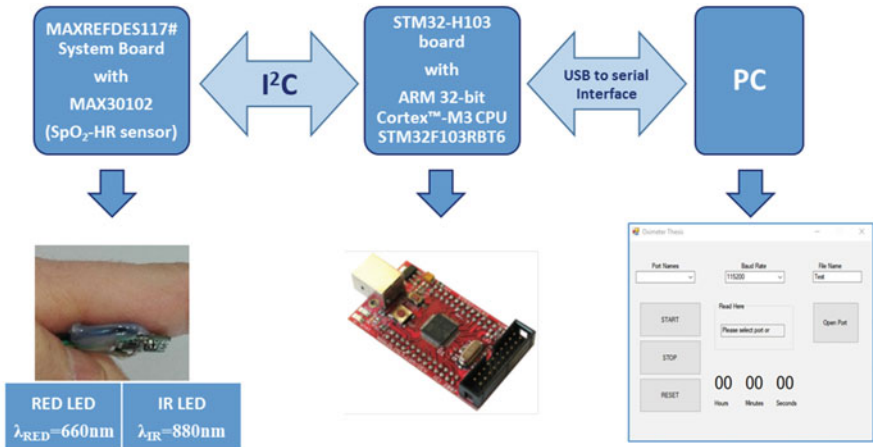 MAXREFDES117#
System Board
with
MAX30102
(SpO₂-HR sensor)
I²C
STM32-H103
board
with
ARM 32-bit
Cortex™-M3 CPU
STM32F103RBT6
USB to serial
Interface
PC
RED LED
λRED=660nm
IR LED
λIR=880nm
Oximeter Thesis
Port Names
Baud Rate
File Name
115200
Test
START
Read Here
Please select port or
Open Port
STOP
RESET
00 00 00
Hours Minutes Seconds